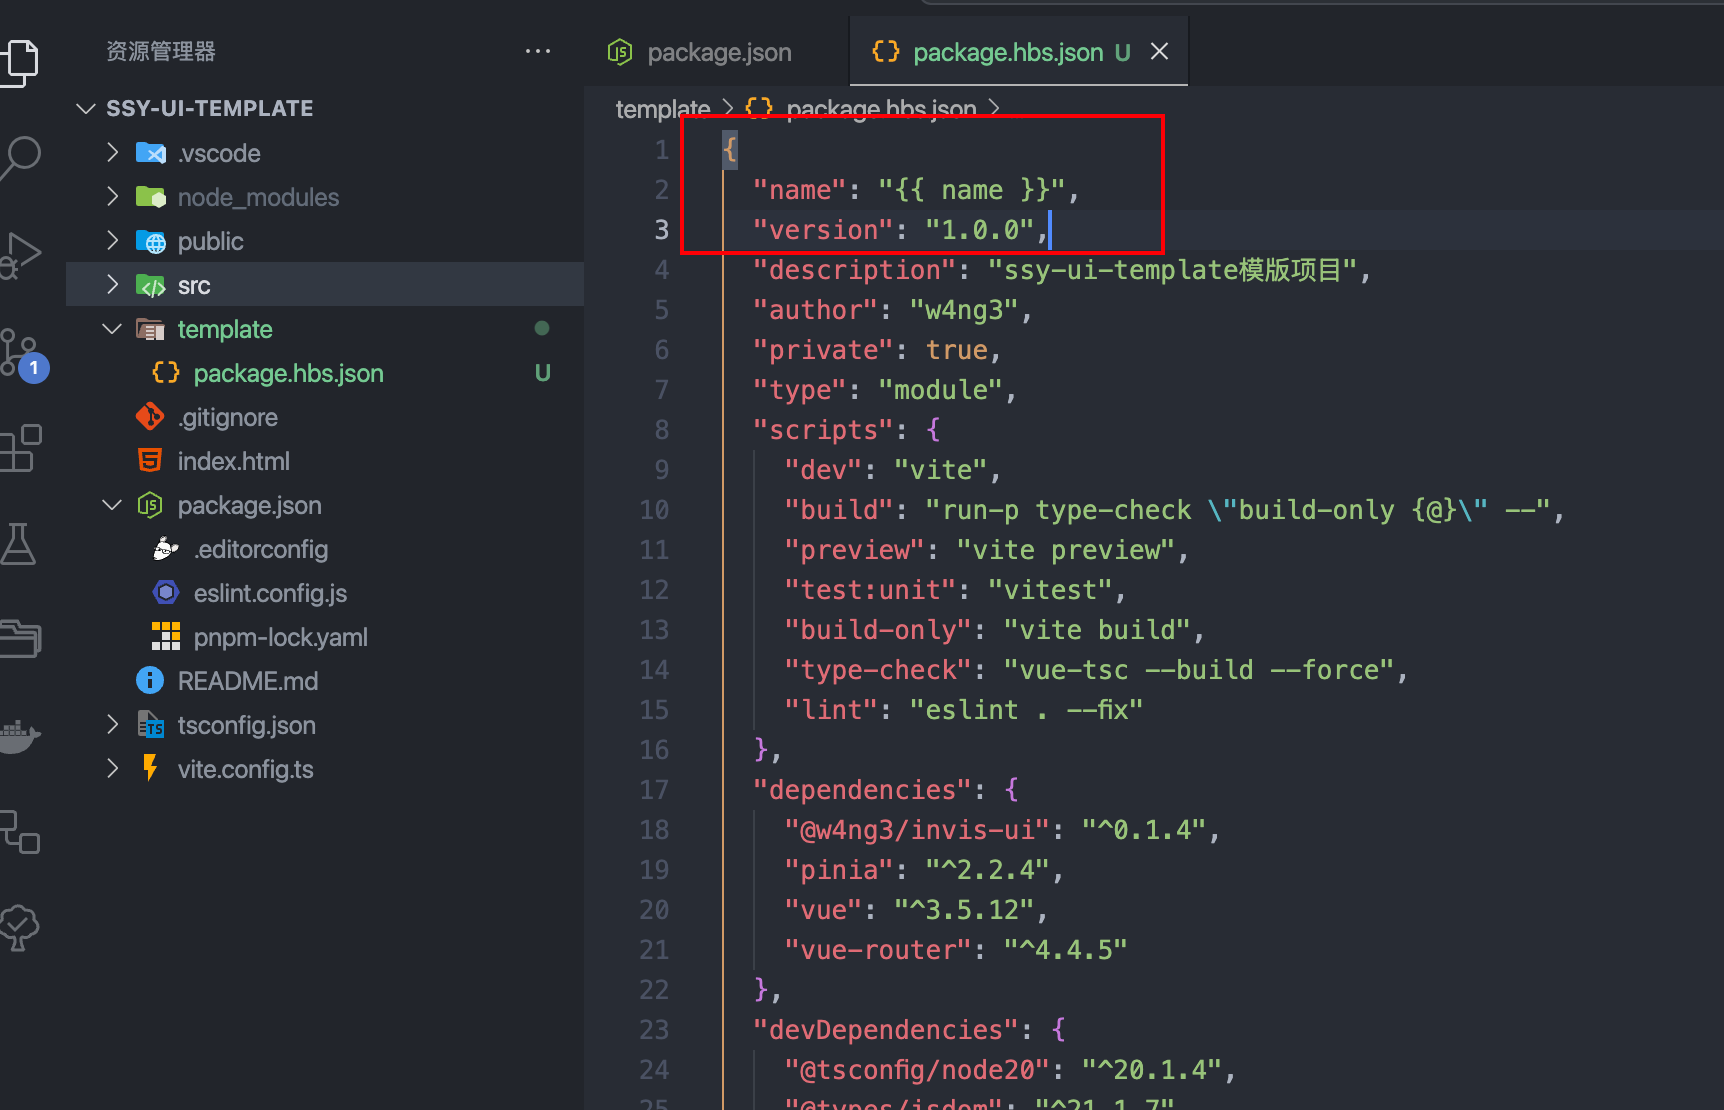 资源管理器 ···
SSY-UI-TEMPLATE
.vscode
node_modules
public
src
template
package.hbs.json U
.gitignore
index.html
package.json
.editorconfig
eslint.config.js
pnpm-lock.yaml
README.md
tsconfig.json
vite.config.ts
1
package.json
package.hbs.json U
template > {} package.hbs.json >
1 {
2 "name": "{{ name }}",
3 "version": "1.0.0",
4 "description": "ssy-ui-template模版项目",
5 "author": "w4ng3",
6 "private": true,
7 "type": "module",
8 "scripts": {
9 "dev": "vite",
10 "build": "run-p type-check \"build-only {@}\" --",
11 "preview": "vite preview",
12 "test:unit": "vitest",
13 "build-only": "vite build",
14 "type-check": "vue-tsc --build --force",
15 "lint": "eslint . --fix"
16 },
17 "dependencies": {
18 "@w4ng3/invis-ui": "^0.1.4",
19 "pinia": "^2.2.4",
20 "vue": "^3.5.12",
21 "vue-router": "^4.4.5"
22 },
23 "devDependencies": {
24 "@tsconfig/node20": "^20.1.4",
25 "@types/jsdom": "^21.1.7"